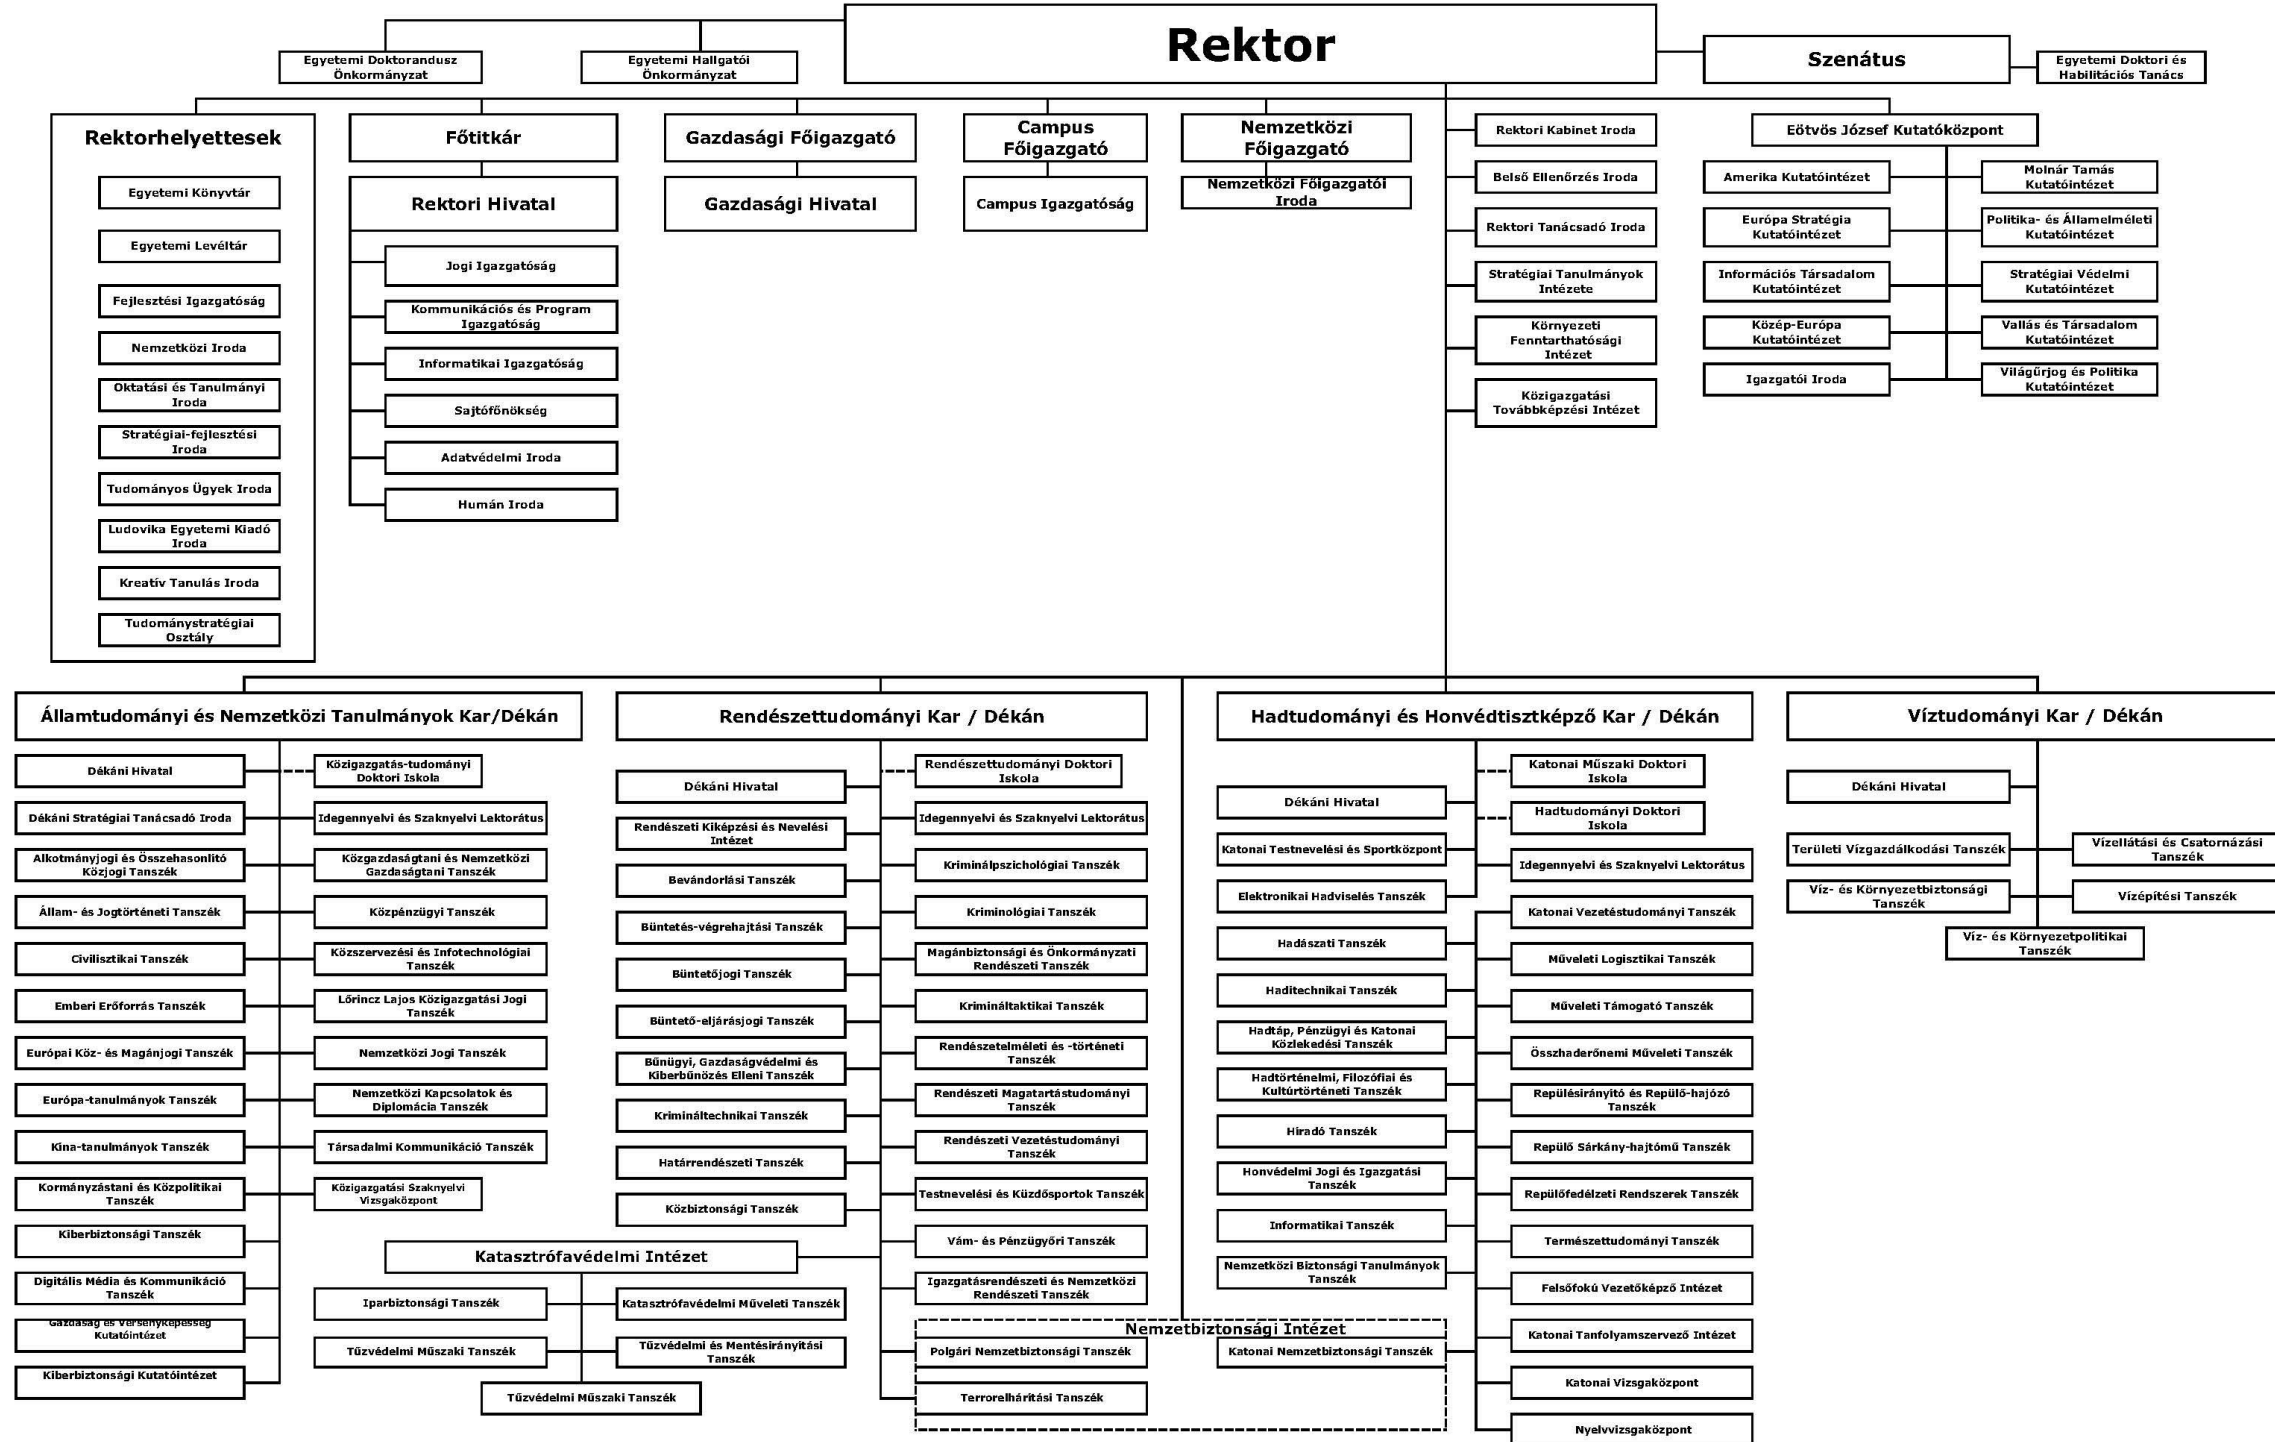 Rektor
Egyetemi Doktorandusz
Önkormányzat
Egyetemi Hallgatói
Önkormányzat
Szenátus
Egyetemi Doktori és
Habilitációs Tanács
Rektorhelyettesek
Egyetemi Könyvtár
Egyetemi Levéltár
Fejlesztési Igazgatóság
Nemzetközi Iroda
Oktatási és Tanulmányi
Iroda
Stratégiai-fejlesztési
Iroda
Tudományos Ügyek Iroda
Ludovika Egyetemi Kiadó
Iroda
Kreatív Tanulás Iroda
Tudománystratégiai
Osztály
Főtitkár
Rektori Hivatal
Jogi Igazgatóság
Kommunikációs és Program
Igazgatóság
Informatikai Igazgatóság
Sajtófőnökség
Adatvédelmi Iroda
Humán Iroda
Gazdasági Főigazgató
Gazdasági Hivatal
Campus
Főigazgató
Campus Igazgatóság
Nemzetközi
Főigazgató
Nemzetközi Főigazgatói
Iroda
Rektori Kabinet Iroda
Belső Ellenőrzés Iroda
Rektori Tanácsadó Iroda
Stratégiai Tanulmányok
Intézete
Környezeti
Fenntarthatósági
Intézet
Közigazgatási
Továbbképzési Intézet
Eötvös József Kutatóközpont
Amerika Kutatóintézet
Európa Stratégia
Kutatóintézet
Információs Társadalom
Kutatóintézet
Közép-Európa
Kutatóintézet
Igazgatói Iroda
Molnár Tamás
Kutatóintézet
Politika- és Államelméleti
Kutatóintézet
Stratégiai Védelmi
Kutatóintézet
Vallás és Társadalom
Kutatóintézet
Világűrjog és Politika
Kutatóintézet
Államtudományi és Nemzetközi Tanulmányok Kar/Dékán
Dékáni Hivatal
Dékáni Stratégiai Tanácsadó Iroda
Alkotmányjogi és Összehasonlító
Közjogi Tanszék
Állam- és Jogtörténeti Tanszék
Civilisztikai Tanszék
Emberi Erőforrás Tanszék
Európai Köz- és Magánjogi Tanszék
Európa-tanulmányok Tanszék
Kína-tanulmányok Tanszék
Kormányzástani és Közpolitikai
Tanszék
Kiberbiztonsági Tanszék
Digitális Média és Kommunikáció
Tanszék
Gazdaság és Versenyképesség
Kutatóintézet
Kiberbiztonsági Kutatóintézet
Közigazgatás-tudományi
Doktori Iskola
Idegennyelvi és Szaknyelvi Lektorátus
Közgazdaságtani és Nemzetközi
Gazdaságtani Tanszék
Közpénzügyi Tanszék
Közszervezési és Infotechnológiai
Tanszék
Lőrincz Lajos Közigazgatási Jogi
Tanszék
Nemzetközi Jogi Tanszék
Nemzetközi Kapcsolatok és
Diplomácia Tanszék
Társadalmi Kommunikáció Tanszék
Közigazgatási Szaknyelvi
Vizsgaközpont
Rendészettudományi Kar / Dékán
Dékáni Hivatal
Rendészeti Kiképzési és Nevelési
Intézet
Bevándorlási Tanszék
Büntetés-végrehajtási Tanszék
Büntetőjogi Tanszék
Büntető-eljárásjogi Tanszék
Bűnügyi, Gazdaságvédelmi és
Kiberbűnözés Elleni Tanszék
Krimináltechnikai Tanszék
Határrendészeti Tanszék
Közbiztonsági Tanszék
Katasztrófavédelmi Intézet
Iparbiztonsági Tanszék
Katasztrófavédelmi Műveleti Tanszék
Tűzvédelmi Műszaki Tanszék
Tűzvédelmi és Mentésirányítási
Tanszék
Tűzvédelmi Műszaki Tanszék
Rendészettudományi Doktori
Iskola
Idegennyelvi és Szaknyelvi Lektorátus
Kriminálpszichológiai Tanszék
Kriminológiai Tanszék
Magánbiztonsági és Önkormányzati
Rendészeti Tanszék
Krimináltaktikai Tanszék
Rendészetelméleti és -történeti
Tanszék
Rendészeti Magatartástudományi
Tanszék
Rendészeti Vezetéstudományi
Tanszék
Testnevelési és Küzdősportok Tanszék
Vám- és Pénzügyőri Tanszék
Igazgatásrendészeti és Nemzetközi
Rendészeti Tanszék
Nemzetbiztonsági Intézet
Polgári Nemzetbiztonsági Tanszék
Terrorelhárítási Tanszék
Katonai Nemzetbiztonsági Tanszék
Hadtudományi és Honvédtisztképző Kar / Dékán
Dékáni Hivatal
Katonai Testnevelési és Sportközpont
Elektronikai Hadviselés Tanszék
Hadászati Tanszék
Haditechnikai Tanszék
Hadtáp, Pénzügyi és Katonai
Közlekedési Tanszék
Hadtörténelmi, Filozófiai és
Kultúrtörténeti Tanszék
Híradó Tanszék
Honvédelmi Jogi és Igazgatási
Tanszék
Informatikai Tanszék
Nemzetközi Biztonsági Tanulmányok
Tanszék
Katonai Műszaki Doktori
Iskola
Hadtudományi Doktori
Iskola
Idegennyelvi és Szaknyelvi Lektorátus
Katonai Vezetéstudományi Tanszék
Műveleti Logisztikai Tanszék
Műveleti Támogató Tanszék
Összhaderőnemi Műveleti Tanszék
Repülésirányító és Repülő-hajózó
Tanszék
Repülő Sárkány-hajtómű Tanszék
Repülőfedélzeti Rendszerek Tanszék
Természettudományi Tanszék
Felsőfokú Vezetőképző Intézet
Katonai Tanfolyamszervező Intézet
Katonai Vizsgaközpont
Nyelvvizsgaközpont
Víztudományi Kar / Dékán
Dékáni Hivatal
Területi Vízgazdálkodási Tanszék
Víz- és Környezetbiztonsági
Tanszék
Vízellátási és Csatornázási
Tanszék
Vízépítési Tanszék
Víz- és Környezetpolitikai
Tanszék